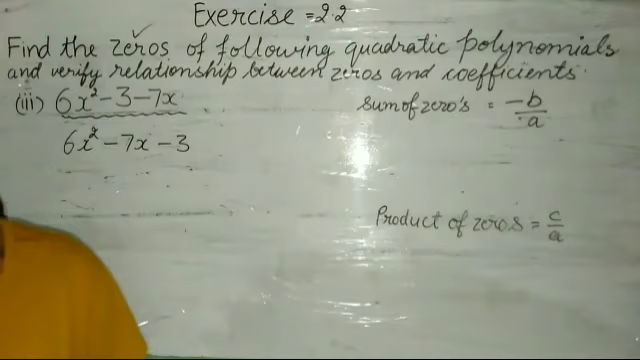 Exercise = 2.2
Find the zeros of following quadratic polynomials
and verify relationship between zeros and coefficients.
(iii) 6x² - 3 - 7x
6x² - 7x - 3
sum of zero's = -b/a
Product of zeros = c/a